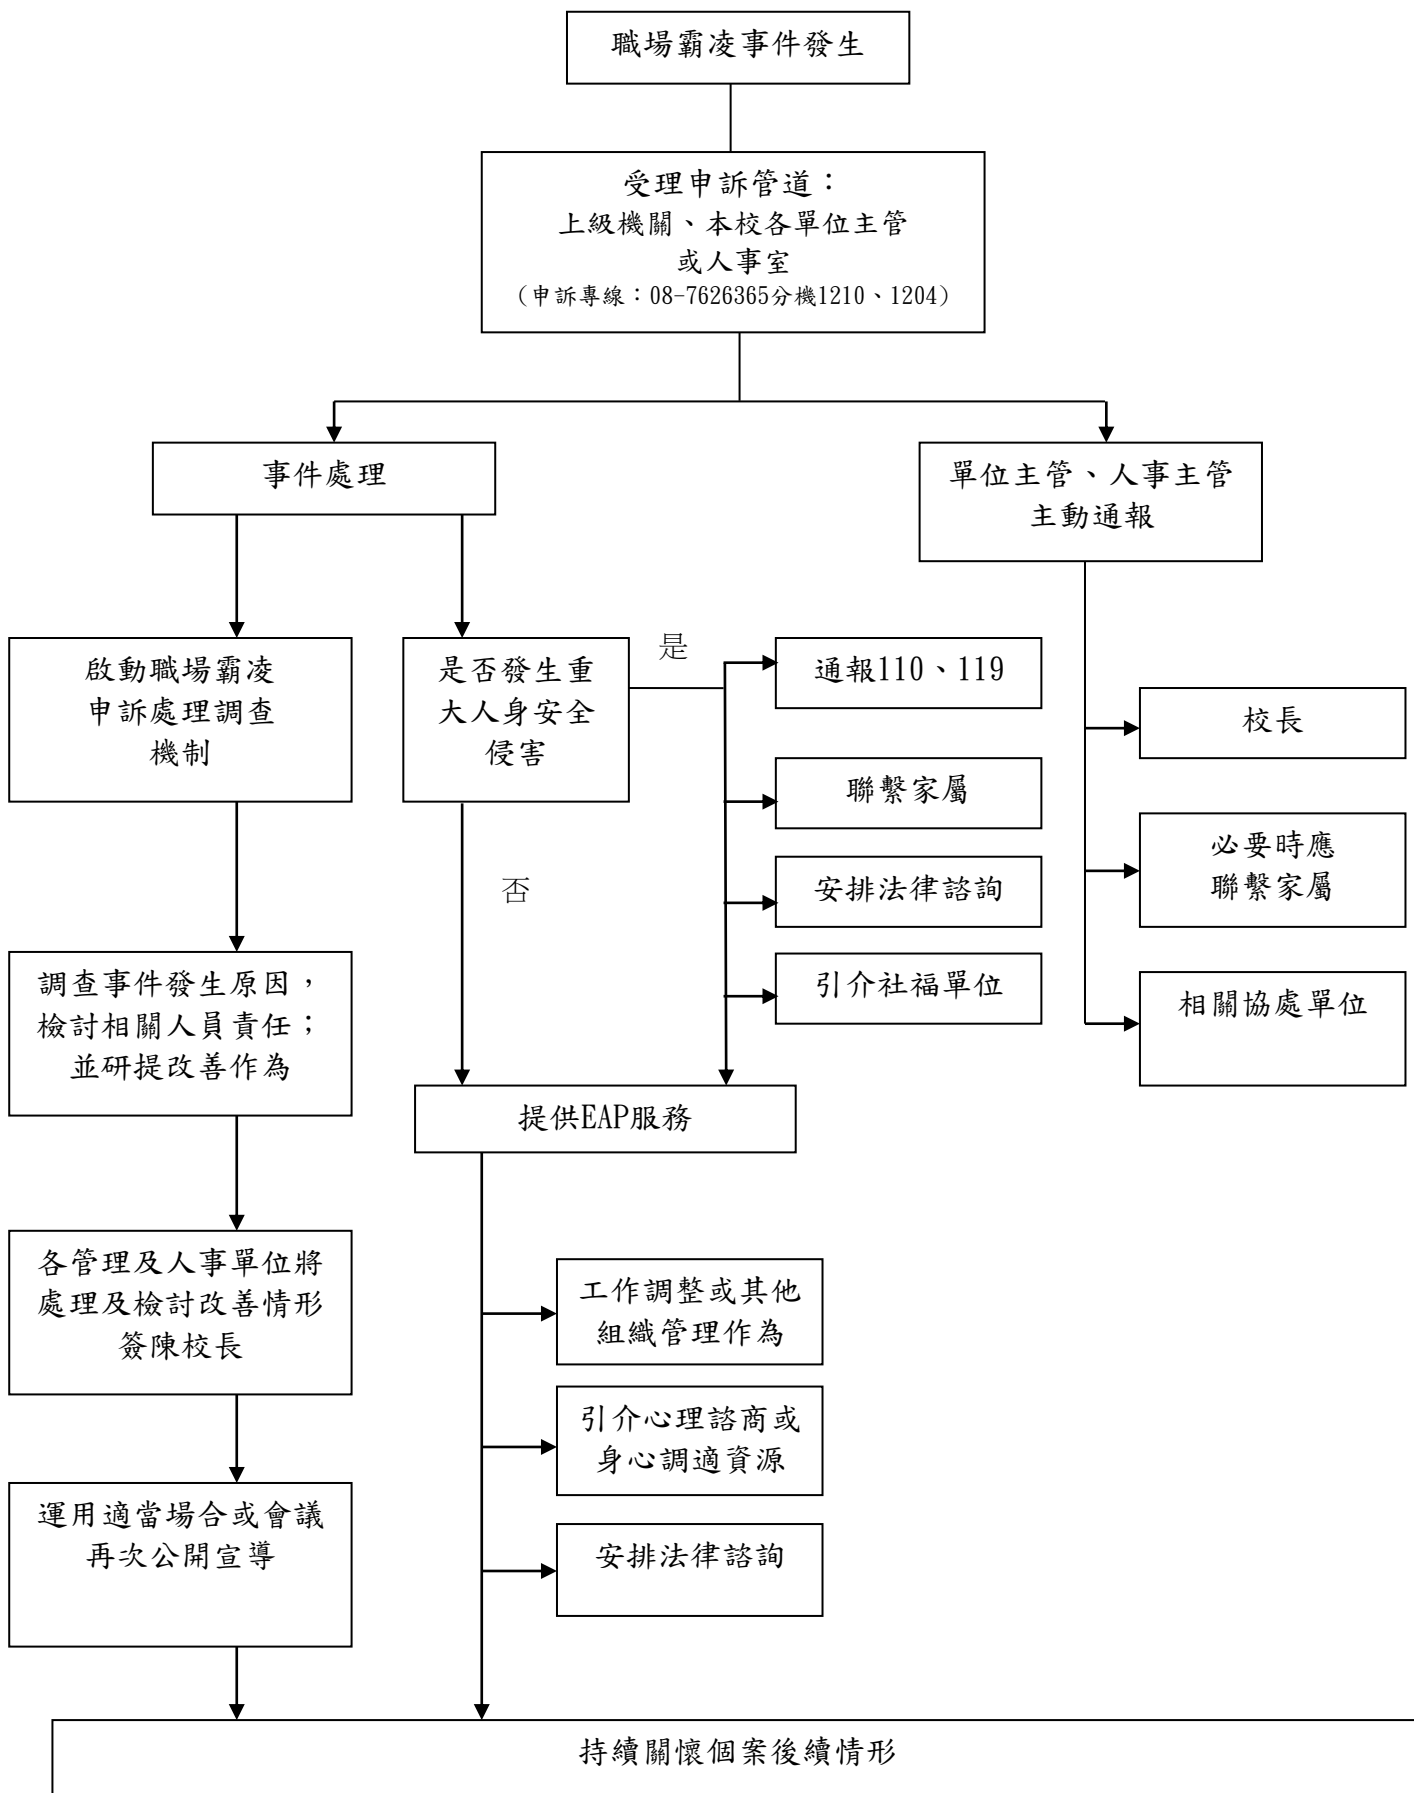 職場霸凌事件發生
受理申訴管道：
上級機關、本校各單位主管
或人事室
（申訴專線：08-7626365分機1210、1204）
事件處理
單位主管、人事主管
主動通報
啟動職場霸凌
申訴處理調查
機制
是否發生重
大人身安全
侵害
是
通報110、119
聯繫家屬
安排法律諮詢
引介社福單位
校長
必要時應
聯繫家屬
相關協處單位
否
調查事件發生原因，
檢討相關人員責任；
並研提改善作為
提供EAP服務
各管理及人事單位將
處理及檢討改善情形
簽陳校長
工作調整或其他
組織管理作為
引介心理諮商或
身心調適資源
安排法律諮詢
運用適當場合或會議
再次公開宣導
持續關懷個案後續情形